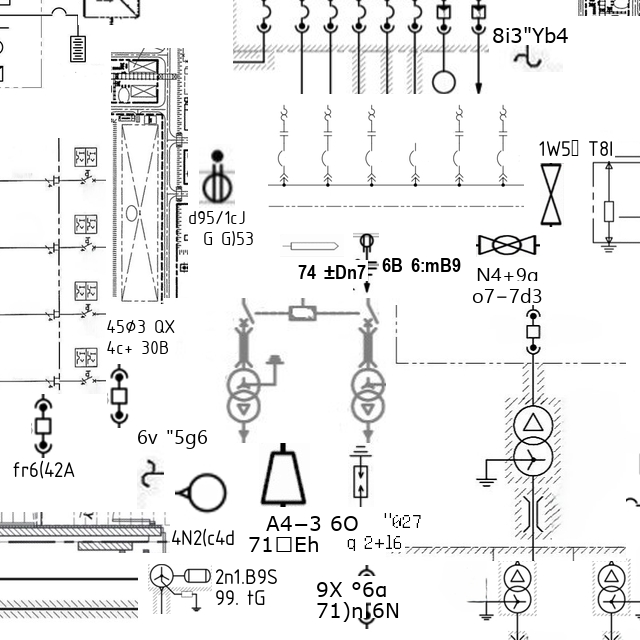 8i3"Yb4
1W5▯ T8I
d95/1cJ
G G)53
74 ±Dn7-
6B 6:mB9
N4+9a
o7-7d3
45Ø3 QX
4c+ 30B
6v "5g6
fr6(42A
A4-3 6O
71□Eh
"027
q 2+16
4N2(c4d
2n1.B9S
99. tG
9X °6a
71)n[6N